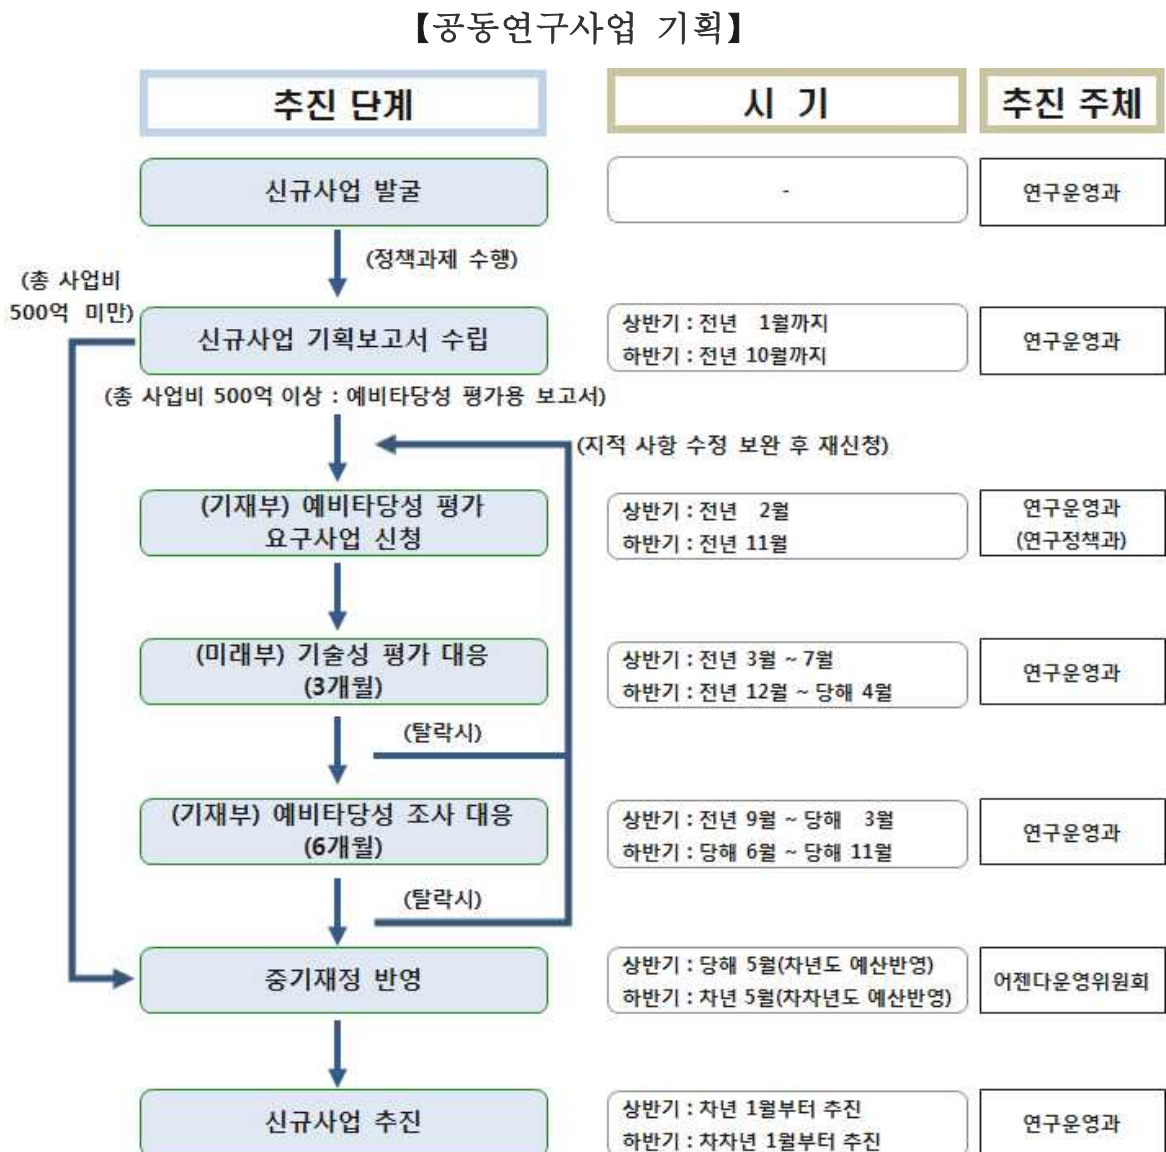 【공동연구사업 기획】
추진 단계
시 기
추진 주체
신규사업 발굴
-
연구운영과
(정책과제 수행)
(총 사업비
500억 미만)
신규사업 기획보고서 수립
상반기 : 전년 1월까지
하반기 : 전년 10월까지
연구운영과
(총 사업비 500억 이상 : 예비타당성 평가용 보고서)
(지적 사항 수정 보완 후 재신청)
(기재부) 예비타당성 평가
요구사업 신청
상반기 : 전년 2월
하반기 : 전년 11월
연구운영과
(연구정책과)
(미래부) 기술성 평가 대응
(3개월)
상반기 : 전년 3월 ~ 7월
하반기 : 전년 12월 ~ 당해 4월
연구운영과
(탈락시)
(기재부) 예비타당성 조사 대응
(6개월)
상반기 : 전년 9월 ~ 당해 3월
하반기 : 당해 6월 ~ 당해 11월
연구운영과
(탈락시)
중기재정 반영
상반기 : 당해 5월(차년도 예산반영)
하반기 : 차년 5월(차차년도 예산반영)
어젠다운영위원회
신규사업 추진
상반기 : 차년 1월부터 추진
하반기 : 차차년 1월부터 추진
연구운영과